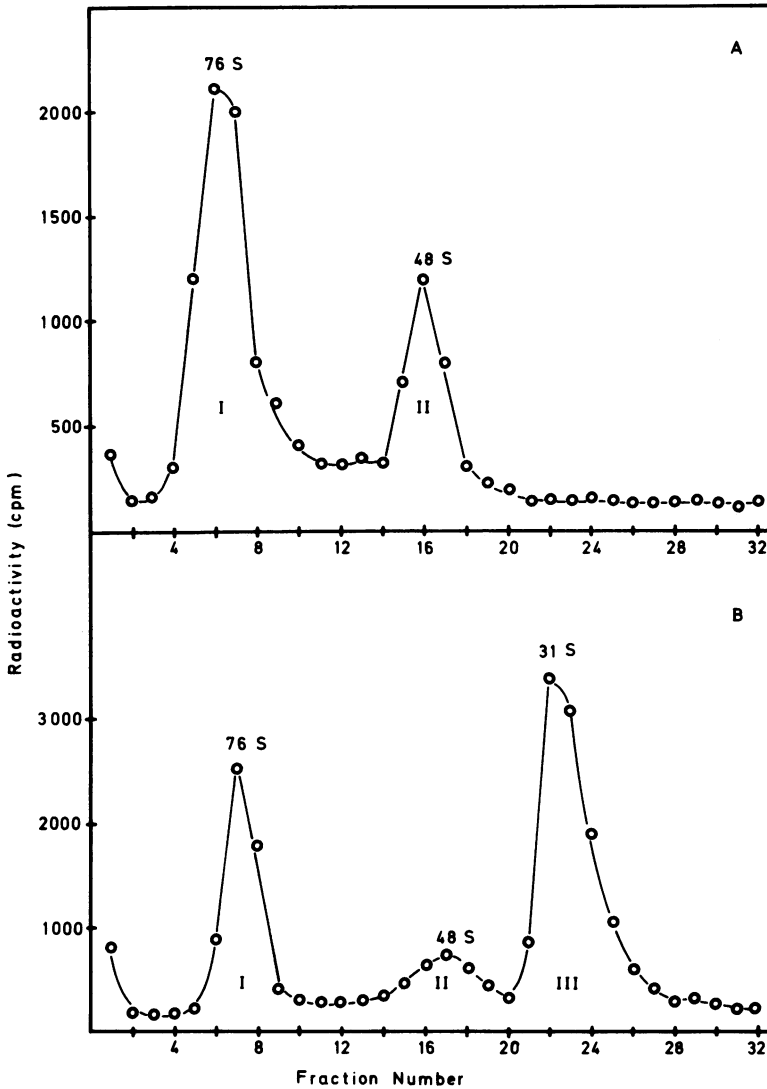 A
76 S
2000
1500
48 S
1000
I
II
500
4 8 12 16 20 24 28 32
Radioactivity (cpm)
B
31 S
3000
76 S
2000
1000
48 S
I
II
III
4 8 12 16 20 24 28 32
Fraction Number